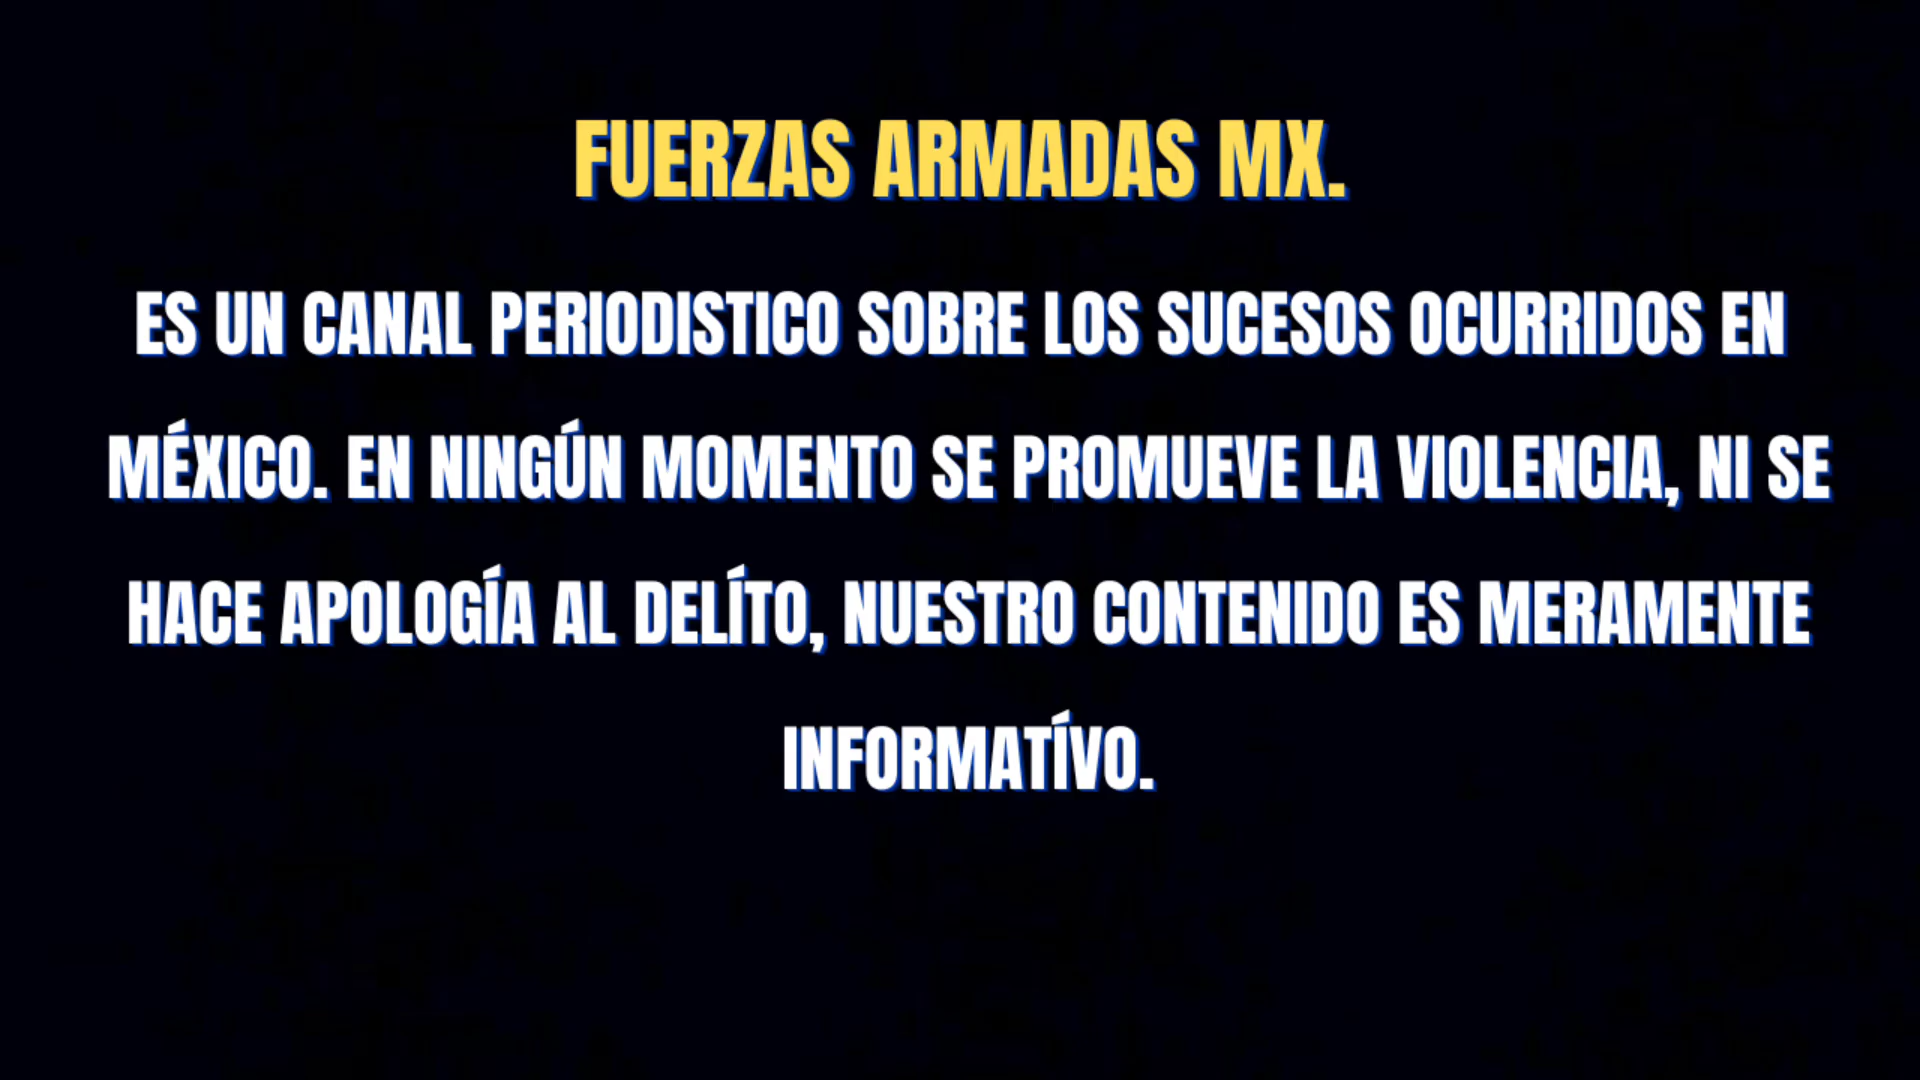 FUERZAS ARMADAS MX.
ES UN CANAL PERIODISTICO SOBRE LOS SUCESOS OCURRIDOS EN
MÉXICO. EN NINGÚN MOMENTO SE PROMUEVE LA VIOLENCIA, NI SE
HACE APOLOGÍA AL DELÍTO, NUESTRO CONTENIDO ES MERAMENTE
INFORMATÍVO.